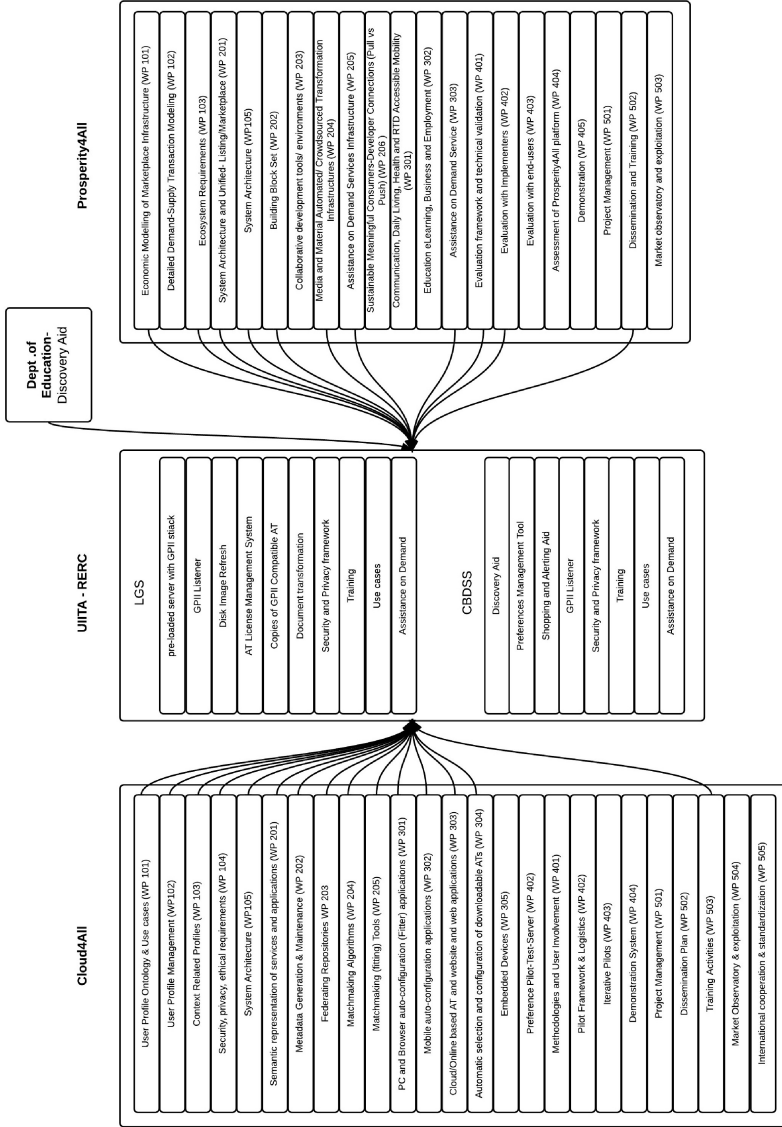 Cloud4All
User Profile Ontology & Use cases (WP 101)
User Profile Management (WP102)
Context Related Profiles (WP 103)
Security, privacy, ethical requirements (WP 104)
System Architecture (WP105)
Semantic representation of services and applications (WP 201)
Metadata Generation & Maintenance (WP 202)
Federating Repositories WP 203
Matchmaking Algorithms (WP 204)
Matchmaking (fitting) Tools (WP 205)
PC and Browser auto-configuration (Fitter) applications (WP 301)
Mobile auto-configuration applications (WP 302)
Cloud/Online based AT and website and web applications (WP 303)
Automatic selection and configuration of downloadable ATs (WP 304)
Embedded Devices (WP 305)
Preference Pilot-Test-Server (WP 402)
Methodologies and User Involvement (WP 401)
Pilot Framework & Logistics (WP 402)
Iterative Pilots (WP 403)
Demonstration System (WP 404)
Project Management (WP 501)
Dissemination Plan (WP 502)
Training Activities (WP 503)
Market Observatory & exploitation (WP 504)
International cooperation & standardization (WP 505)
UIITA - RERC
LGS
pre-loaded server with GPII stiack
GPII Listener
Disk Image Refresh
AT License Management System
Copies of GPII Compatible AT
Document transformation
Security and Privacy framework
Training
Use cases
Assistance on Demand
CBDSS
Discovery Aid
Preferences Management Tool
Shopping and Alerting Aid
GPII Listener
Security and Privacy framework
Training
Use cases
Assistance on Demand
Dept .of
Education-
Discovery Aid
Prosperity4All
Economic Modelling of Marketplace Infrastructure (WP 101)
Detailed Demand-Supply Transaction Modeling (WP 102)
Ecosystem Requirements (WP 103)
System Architecture and Unified- Listing/Marketplace (WP 201)
System Architecture (WP105)
Building Block Set (WP 202)
Collaborative development tools/ environments (WP 203)
Media and Material Automated/ Crowdsourced Transformation
Infrastructures (WP 204)
Assistance on Demand Services Infrastructure (WP 205)
Sustainable Meaningful Consumers-Developer Connections (Pull vs
Push) (WP 206 )
Communication, Daily Living, Health and RTD Accessible Mobility
(WP 301)
Education eLearning, Business and Employment (WP 302)
Assistance on Demand Service (WP 303)
Evaluation framework and technical validation (WP 401)
Evaluation with Implementers (WP 402)
Evaluation with end-users (WP 403)
Assessment of Prosperity4All platform (WP 404)
Demonstration (WP 405)
Project Management (WP 501)
Dissemination and Training (WP 502)
Market observatory and exploitation (WP 503)